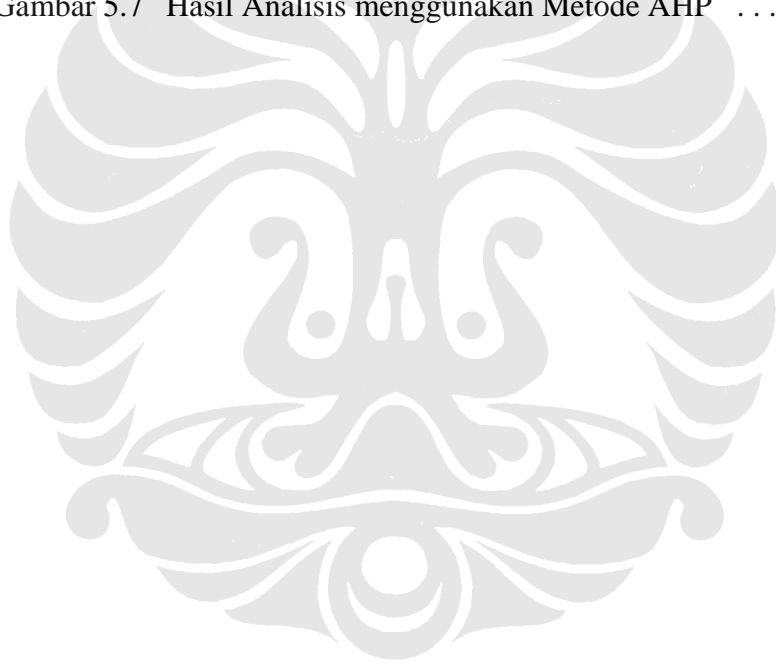 Gambar 5.7 Hasil Analisis menggunakan Metode AHP . . . .